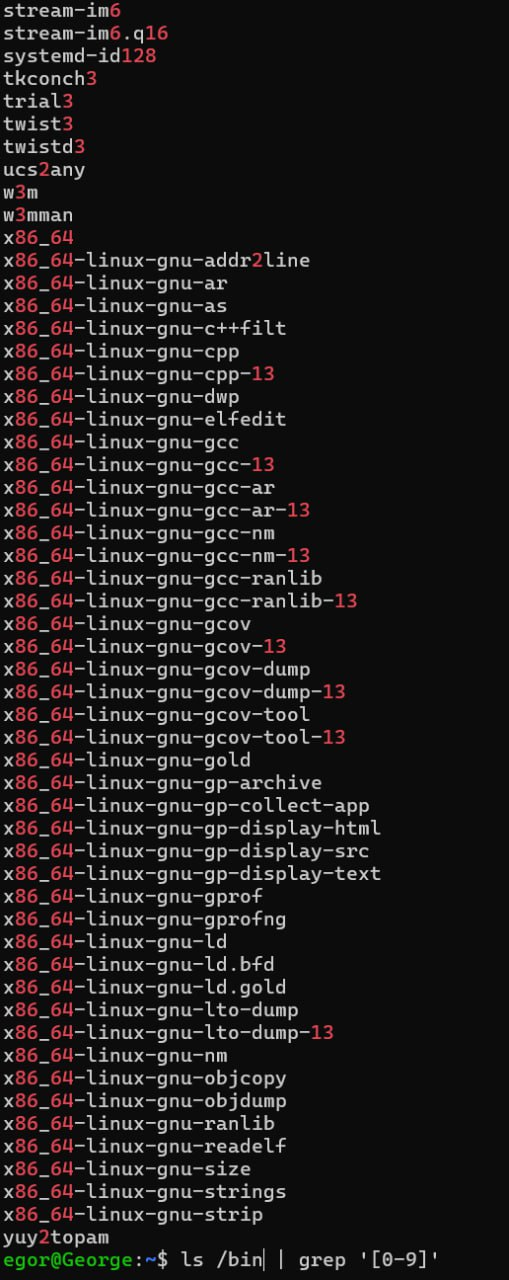 stream-im6
stream-im6.q16
systemd-id128
tkconch3
trial3
twist3
twistd3
ucs2any
w3m
w3mman
x86_64
x86_64-linux-gnu-addr2line
x86_64-linux-gnu-ar
x86_64-linux-gnu-as
x86_64-linux-gnu-c++filt
x86_64-linux-gnu-cpp
x86_64-linux-gnu-cpp-13
x86_64-linux-gnu-dwp
x86_64-linux-gnu-elfedit
x86_64-linux-gnu-gcc
x86_64-linux-gnu-gcc-13
x86_64-linux-gnu-gcc-ar
x86_64-linux-gnu-gcc-ar-13
x86_64-linux-gnu-gcc-nm
x86_64-linux-gnu-gcc-nm-13
x86_64-linux-gnu-gcc-ranlib
x86_64-linux-gnu-gcc-ranlib-13
x86_64-linux-gnu-gcov
x86_64-linux-gnu-gcov-13
x86_64-linux-gnu-gcov-dump
x86_64-linux-gnu-gcov-dump-13
x86_64-linux-gnu-gcov-tool
x86_64-linux-gnu-gcov-tool-13
x86_64-linux-gnu-gold
x86_64-linux-gnu-gp-archive
x86_64-linux-gnu-gp-collect-app
x86_64-linux-gnu-gp-display-html
x86_64-linux-gnu-gp-display-src
x86_64-linux-gnu-gp-display-text
x86_64-linux-gnu-gprof
x86_64-linux-gnu-gprofng
x86_64-linux-gnu-ld
x86_64-linux-gnu-ld.bfd
x86_64-linux-gnu-ld.gold
x86_64-linux-gnu-lto-dump
x86_64-linux-gnu-lto-dump-13
x86_64-linux-gnu-nm
x86_64-linux-gnu-objcopy
x86_64-linux-gnu-objdump
x86_64-linux-gnu-ranlib
x86_64-linux-gnu-readelf
x86_64-linux-gnu-size
x86_64-linux-gnu-strings
x86_64-linux-gnu-strip
yuy2topam
egor@George:~$ ls /bin | grep '[0-9]'